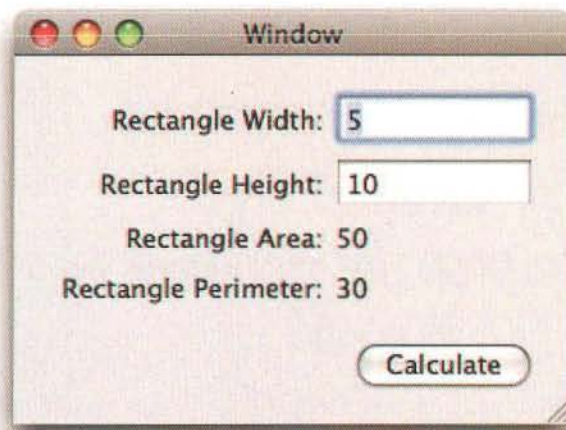 Window
Rectangle Width: 5
Rectangle Height: 10
Rectangle Area: 50
Rectangle Perimeter: 30
Calculate